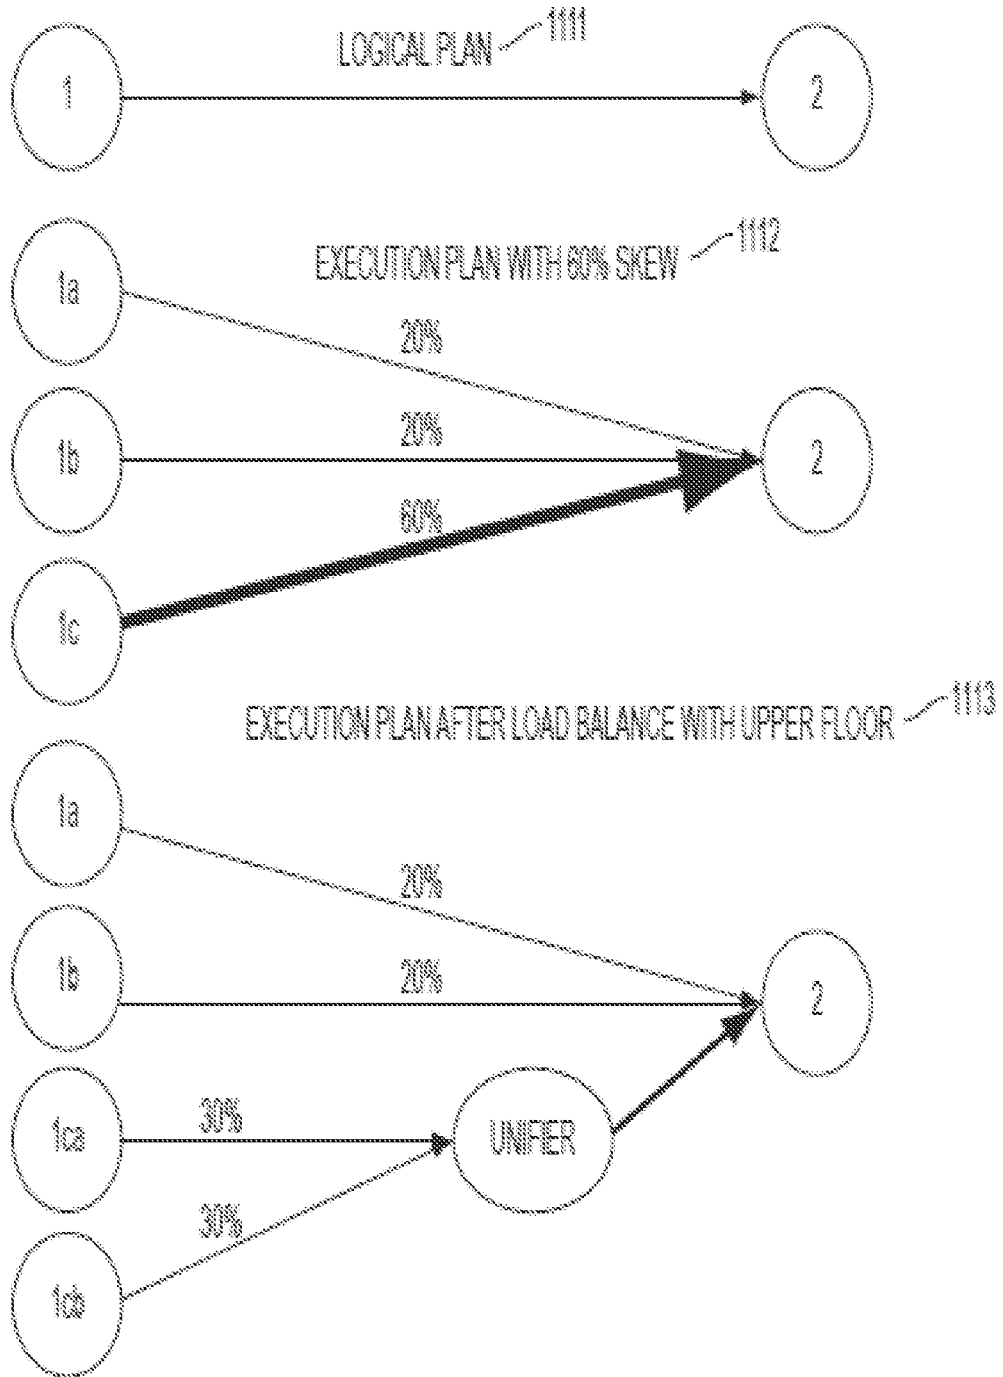 LOGICAL PLAN 1111
1
2
EXECUTION PLAN WITH 60% SKEW 1112
1a
20%
1b
20%
2
60%
1c
EXECUTION PLAN AFTER LOAD BALANCE WITH UPPER FLOOR 1113
1a
20%
1b
20%
2
1ca
30%
UNIFIER
30%
1cb